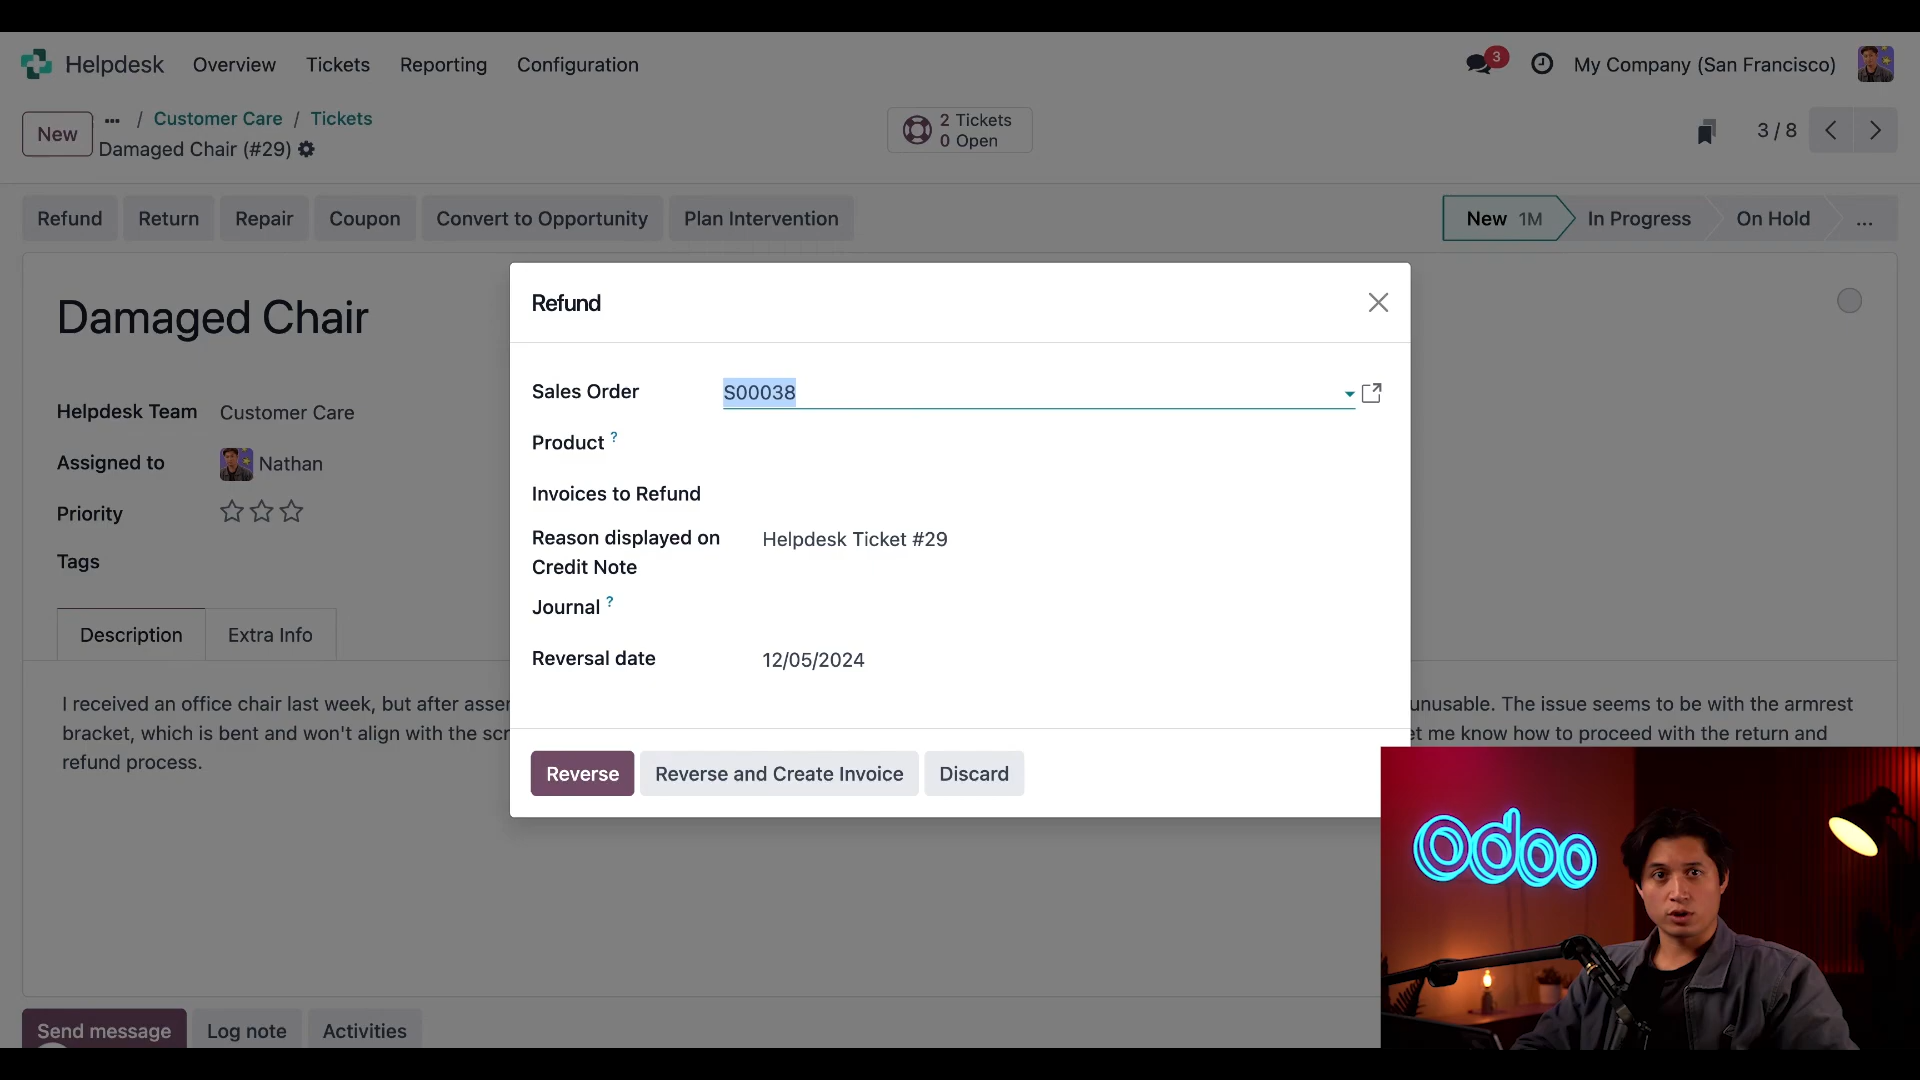 Helpdesk Overview Tickets Reporting Configuration
3
My Company (San Francisco)
New
... / Customer Care / Tickets
Damaged Chair (#29)
2 Tickets
0 Open
3 / 8
Refund Return Repair Coupon Convert to Opportunity Plan Intervention
New 1M In Progress On Hold ...
Damaged Chair
Helpdesk Team Customer Care
Assigned to Nathan
Priority
Tags
Description Extra Info
I received an office chair last week, but after asser
unusable. The issue seems to be with the armrest
bracket, which is bent and won't align with the scr
et me know how to proceed with the return and
refund process.
Refund
Sales Order S00038
Product ?
Invoices to Refund
Reason displayed on
Credit Note
Helpdesk Ticket #29
Journal ?
Reversal date 12/05/2024
Reverse Reverse and Create Invoice Discard
odoo
Send message Log note Activities